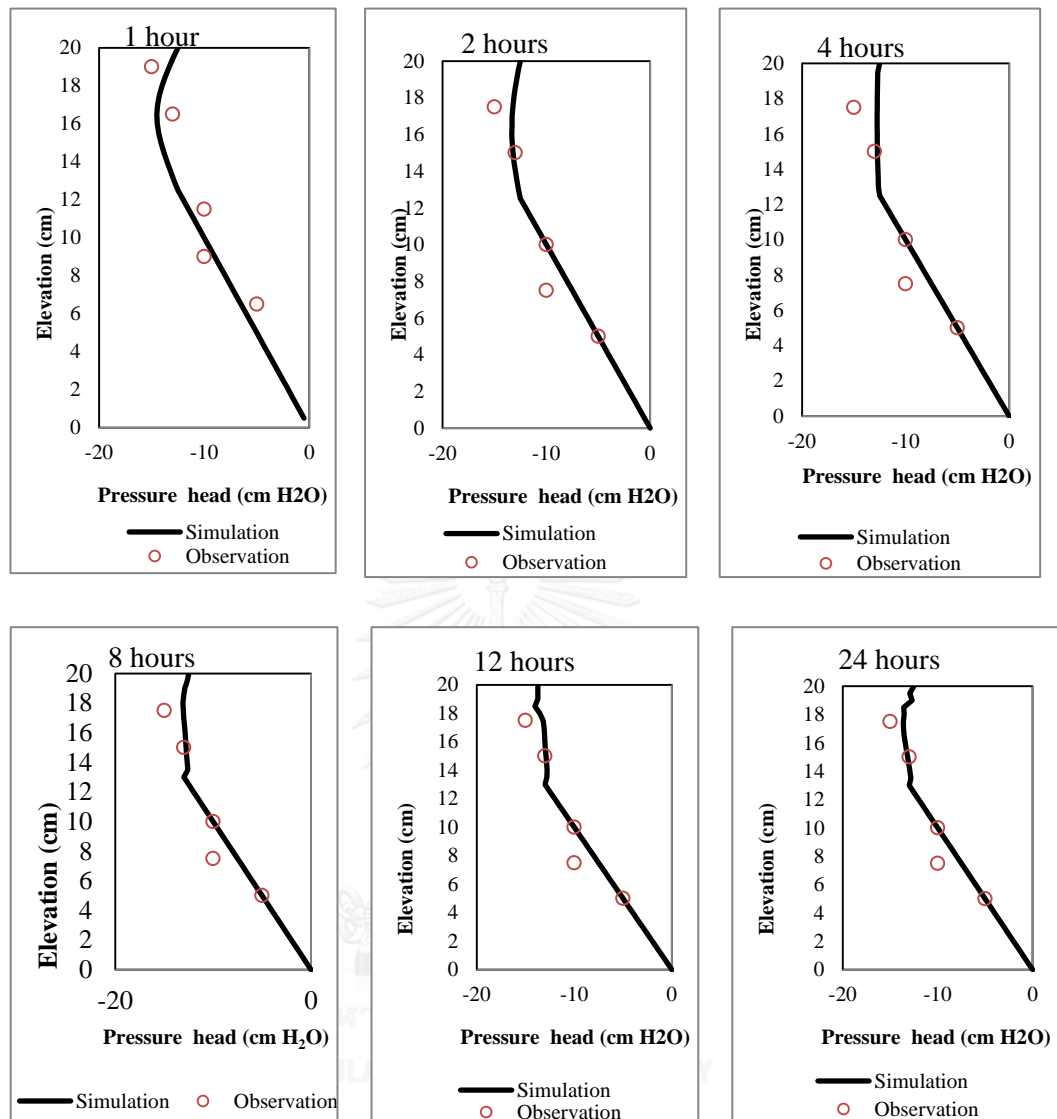 1 hour
20
18
16
14
12
10
8
6
4
2
0
-20 -10 0
Elevation (cm)
Pressure head (cm H2O)
Simulation
Observation
2 hours
20
18
16
14
12
10
8
6
4
2
0
-20 -10 0
Elevation (cm)
Pressure head (cm H2O)
Simulation
Observation
4 hours
20
18
16
14
12
10
8
6
4
2
0
-20 -10 0
Elevation (cm)
Pressure head (cm H2O)
Simulation
Observation
8 hours
20
18
16
14
12
10
8
6
4
2
0
-20 0
Elevation (cm)
Pressure head (cm H₂O)
Simulation Observation
12 hours
20
18
16
14
12
10
8
6
4
2
0
-20 -10 0
Elevation (cm)
Pressure head (cm H2O)
Simulation
Observation
24 hours
20
18
16
14
12
10
8
6
4
2
0
-20 -10 0
Elevation (cm)
Pressure head (cm H2O)
Simulation
Observation